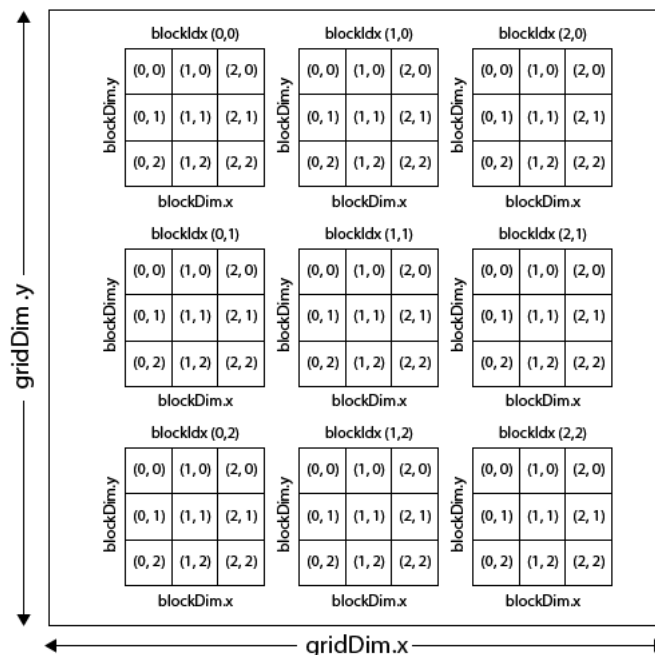 blockIdx (0,0) blockIdx (1,0) blockIdx (2,0)
blockDim.y (0, 0) (1, 0) (2, 0) blockDim.y (0, 0) (1, 0) (2, 0) blockDim.y (0, 0) (1, 0) (2, 0)
(0, 1) (1, 1) (2, 1) (0, 1) (1, 1) (2, 1) (0, 1) (1, 1) (2, 1)
(0, 2) (1, 2) (2, 2) (0, 2) (1, 2) (2, 2) (0, 2) (1, 2) (2, 2)
blockDim.x blockDim.x blockDim.x
blockIdx (0,1) blockIdx (1,1) blockIdx (2,1)
blockDim.y (0, 0) (1, 0) (2, 0) blockDim.y (0, 0) (1, 0) (2, 0) blockDim.y (0, 0) (1, 0) (2, 0)
(0, 1) (1, 1) (2, 1) (0, 1) (1, 1) (2, 1) (0, 1) (1, 1) (2, 1)
(0, 2) (1, 2) (2, 2) (0, 2) (1, 2) (2, 2) (0, 2) (1, 2) (2, 2)
blockDim.x blockDim.x blockDim.x
gridDim .y
blockIdx (0,2) blockIdx (1,2) blockIdx (2,2)
blockDim.y (0, 0) (1, 0) (2, 0) blockDim.y (0, 0) (1, 0) (2, 0) blockDim.y (0, 0) (1, 0) (2, 0)
(0, 1) (1, 1) (2, 1) (0, 1) (1, 1) (2, 1) (0, 1) (1, 1) (2, 1)
(0, 2) (1, 2) (2, 2) (0, 2) (1, 2) (2, 2) (0, 2) (1, 2) (2, 2)
blockDim.x blockDim.x blockDim.x
gridDim.x